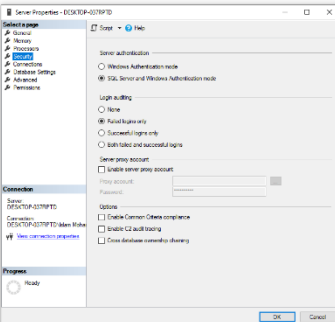 Server Properties - DESKTOP-037RPTD
Select a page
General
Memory
Processors
Security
Connections
Database Settings
Advanced
Permissions
Script
Help
Server authentication
Windows Authentication mode
SQL Server and Windows Authentication mode
Login auditing
None
Failed logins only
Successful logins only
Both failed and successful logins
Server proxy account
Enable server proxy account
Proxy account:
Password:
**********
Options
Enable Common Criteria compliance
Enable C2 audit tracing
Cross database ownership chaining
Connection
Server:
DESKTOP-037RPTD
Connection:
View connection properties
Progress
Ready
OK
Cancel